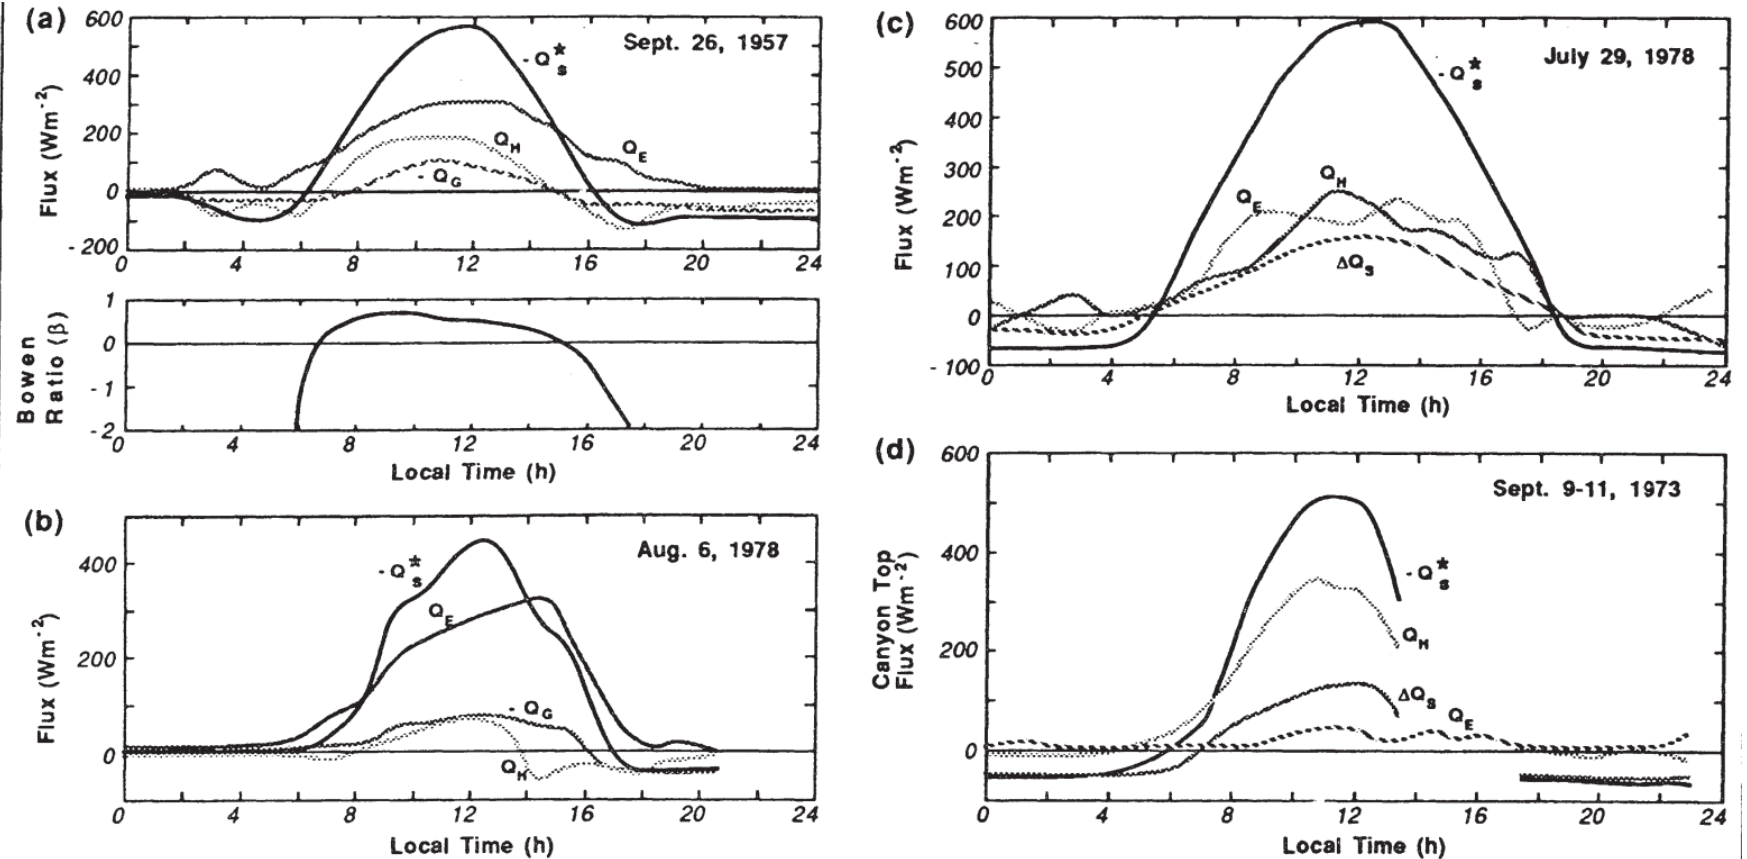 (a)
Sept. 26, 1957
600
400
200
0
-200
Flux (Wm⁻²)
-Q*s
QH
QE
-QG
0 4 8 12 16 20 24
1
0
-1
-2
Bowen
Ratio (β)
0 4 8 12 16 20 24
Local Time (h)
(b)
Aug. 6, 1978
400
200
0
Flux (Wm⁻²)
-Q*s
QE
-QG
QH
0 4 8 12 16 20 24
Local Time (h)
(c)
July 29, 1978
600
500
400
300
200
100
0
-100
Flux (Wm⁻²)
-Q*s
QH
QE
ΔQs
0 4 8 12 16 20 24
Local Time (h)
(d)
Sept. 9-11, 1973
600
400
200
0
Canyon Top
Flux (Wm⁻²)
-Q*s
QH
ΔQs
QE
0 4 8 12 16 20 24
Local Time (h)